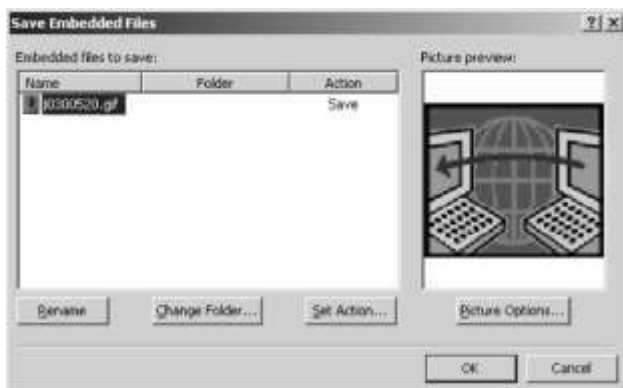 Save Embedded Files
Embedded files to save:
Picture preview:
Name Folder Action
j0300520.gif Save
Rename Change Folder... Set Action... Picture Options...
OK Cancel